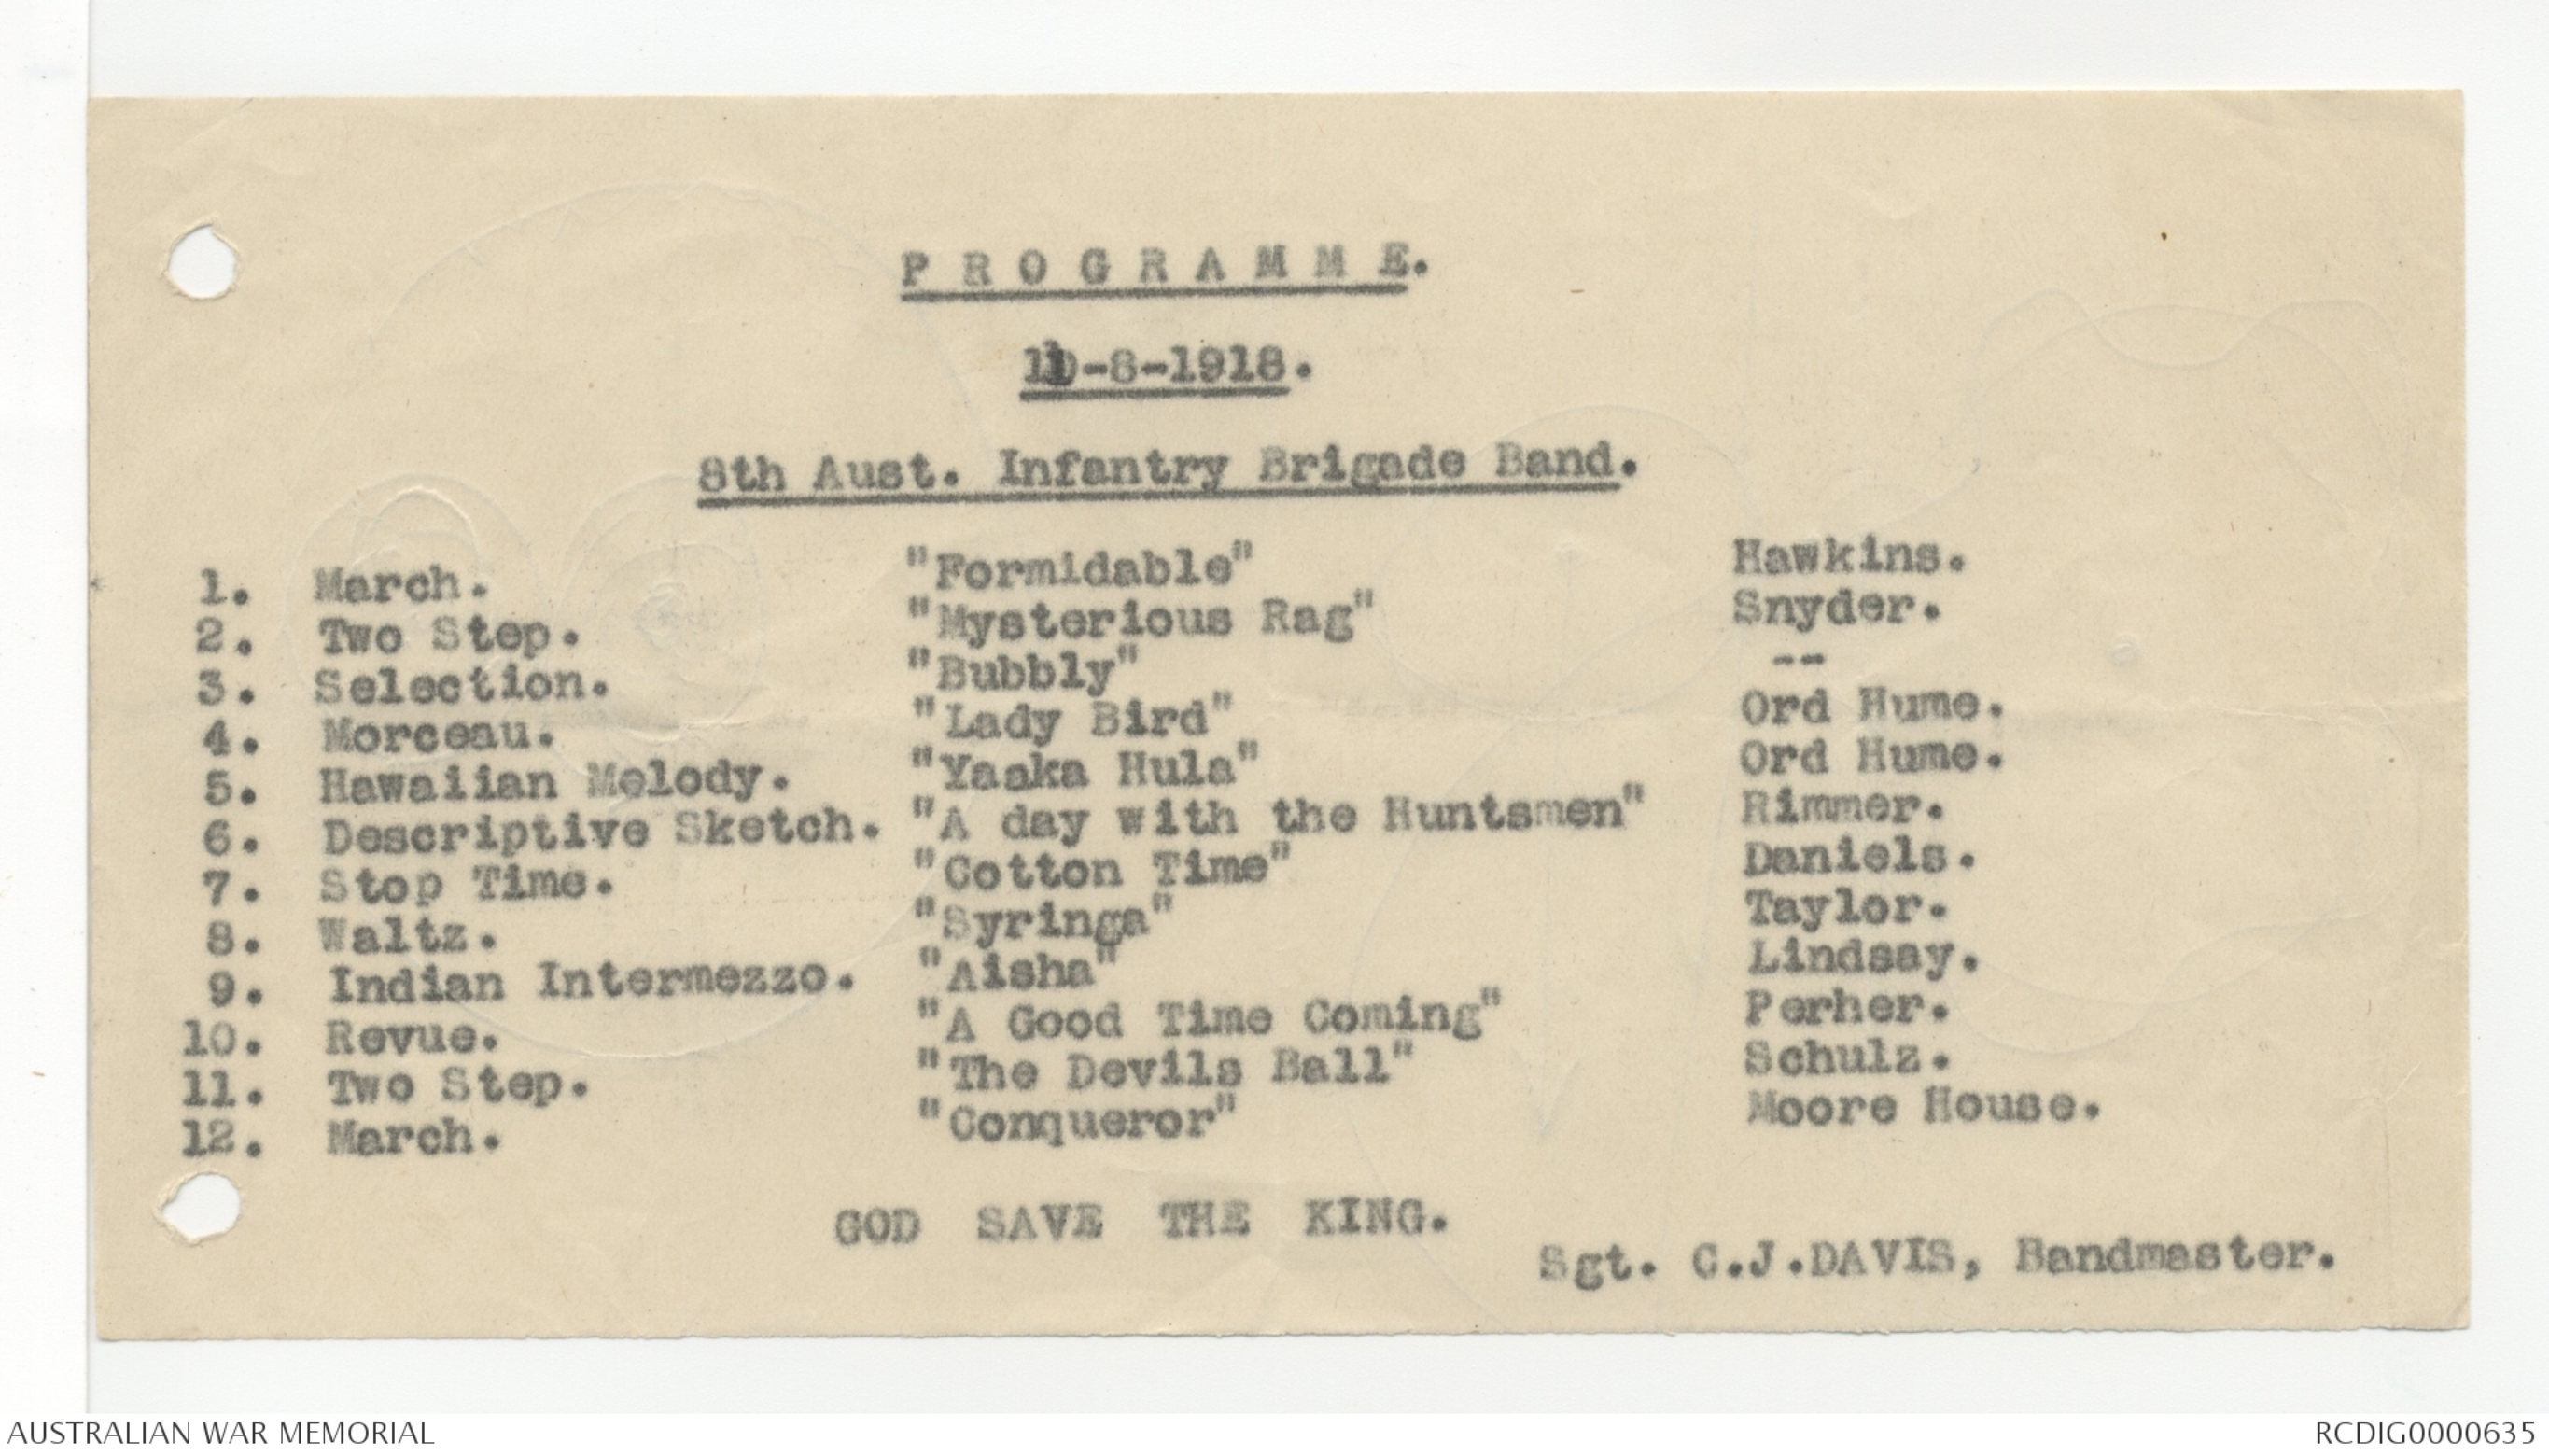 PROGRAMME.
11-8-1918.
8th Aust. Infantry Brigade Band.
1. March. "Formidable" Hawkins.
2. Two Step. "Mysterious Rag" Snyder.
3. Selection. "Bubbly" --
4. Morceau. "Lady Bird" Ord Hume.
5. Hawaiian Melody. "Yaaka Hula" Ord Hume.
6. Descriptive Sketch. "A day with the Huntsmen" Rimmer.
7. Stop Time. "Cotton Time" Daniels.
8. Waltz. "Syringa" Taylor.
9. Indian Intermezzo. "Aisha" Lindsay.
10. Revue. "A Good Time Coming" Perher.
11. Two Step. "The Devils Ball" Schulz.
12. March. "Conqueror" Moore House.
GOD SAVE THE KING.
Sgt. C.J.DAVIS, Bandmaster.
AUSTRALIAN WAR MEMORIAL RCDIG0000635